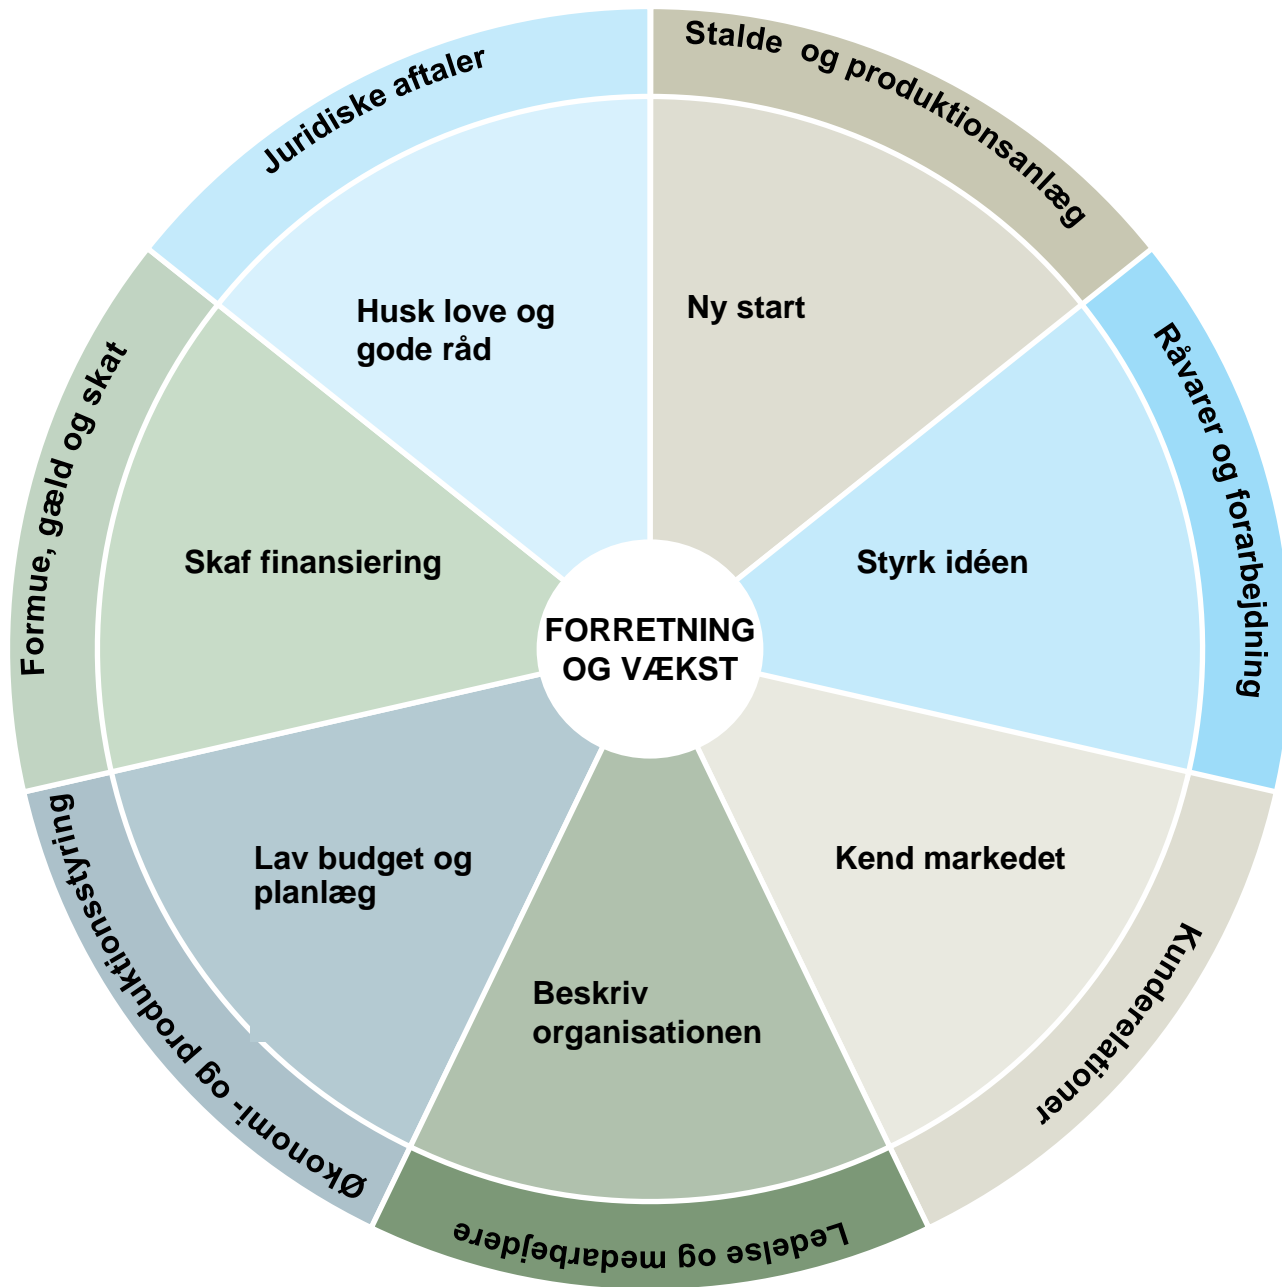 Stalde og produktionsanlæg
Råvarer og forarbejdning
Kunderelationer
Ledelse og medarbejdere
Økonomi- og produktionsstyring
Formue, gæld og skat
Juridiske aftaler
Ny start
Styrk idéen
Kend markedet
Beskriv
organisationen
Lav budget og
planlæg
Skaf finansiering
Husk love og
gode råd
FORRETNING
OG VÆKST